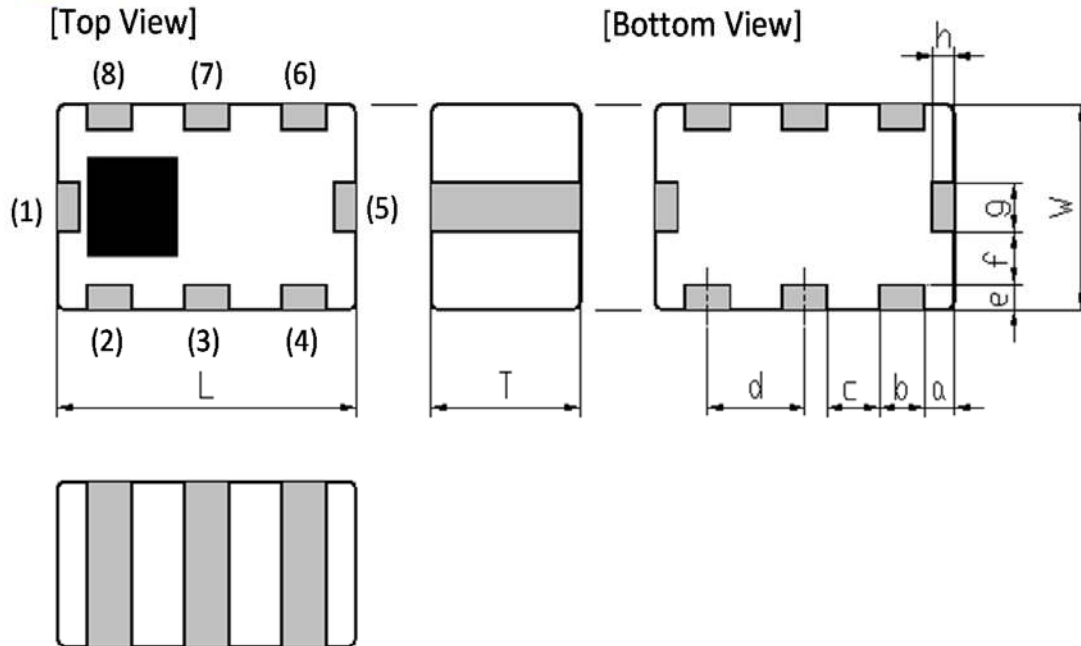 [Top View] [Bottom View]
h
(8) (7) (6)
(1) (5) g W
f
e
(2) (3) (4)
L T d c b a